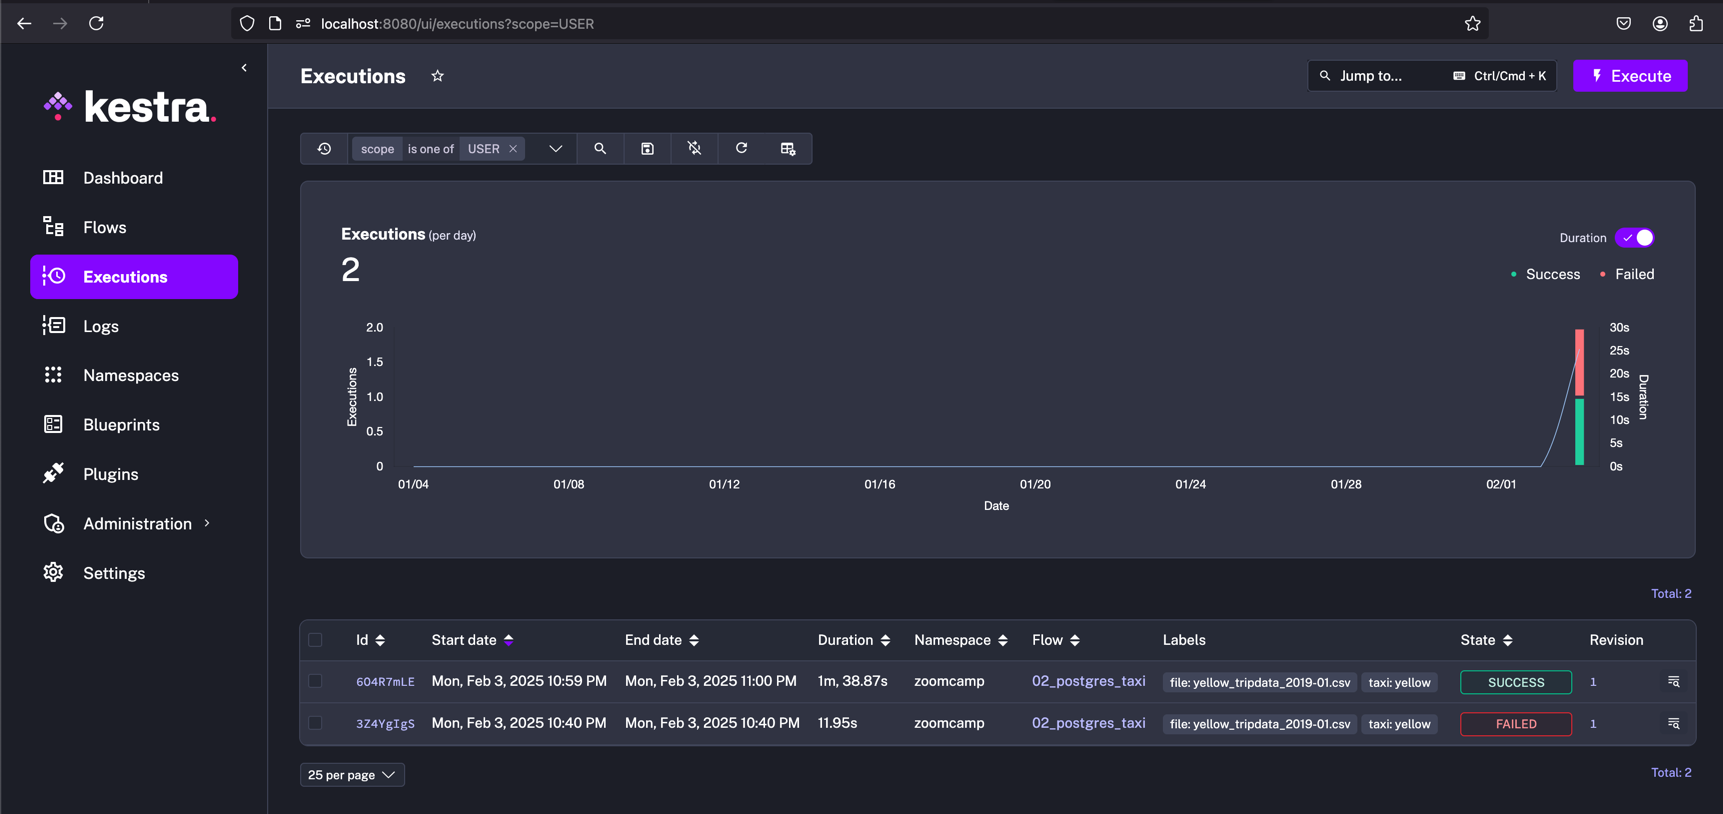 localhost:8080/ui/executions?scope=USER
kestra.
Dashboard
Flows
Executions
Logs
Namespaces
Blueprints
Plugins
Administration
Settings
Executions
Jump to... Ctrl/Cmd + K
Execute
scope is one of USER
Executions (per day)
2
Duration
Success Failed
2.0
1.5
1.0
0.5
0
Executions
30s
25s
20s
15s
10s
5s
0s
Duration
01/04 01/08 01/12 01/16 01/20 01/24 01/28 02/01
Date
Total: 2
Id Start date End date Duration Namespace Flow Labels State Revision
6O4R7mLE Mon, Feb 3, 2025 10:59 PM Mon, Feb 3, 2025 11:00 PM 1m, 38.87s zoomcamp 02_postgres_taxi file: yellow_tripdata_2019-01.csv taxi: yellow SUCCESS 1
3Z4YgIgS Mon, Feb 3, 2025 10:40 PM Mon, Feb 3, 2025 10:40 PM 11.95s zoomcamp 02_postgres_taxi file: yellow_tripdata_2019-01.csv taxi: yellow FAILED 1
25 per page
Total: 2